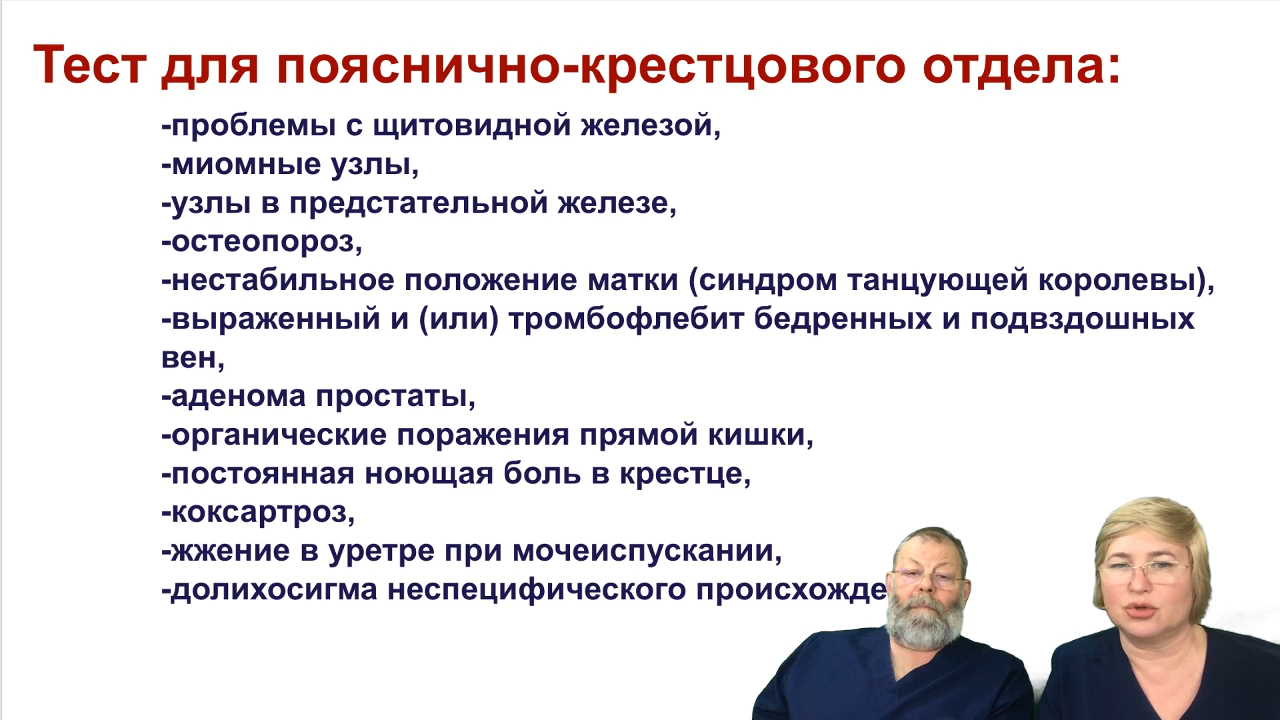 Тест для пояснично-крестцового отдела:
-проблемы с щитовидной железой,
-миомные узлы,
-узлы в предстательной железе,
-остеопороз,
-нестабильное положение матки (синдром танцующей королевы),
-выраженный и (или) тромбофлебит бедренных и подвздошных
вен,
-аденома простаты,
-органические поражения прямой кишки,
-постоянная ноющая боль в крестце,
-коксартроз,
-жжение в уретре при мочеиспускании,
-долихосигма неспецифического